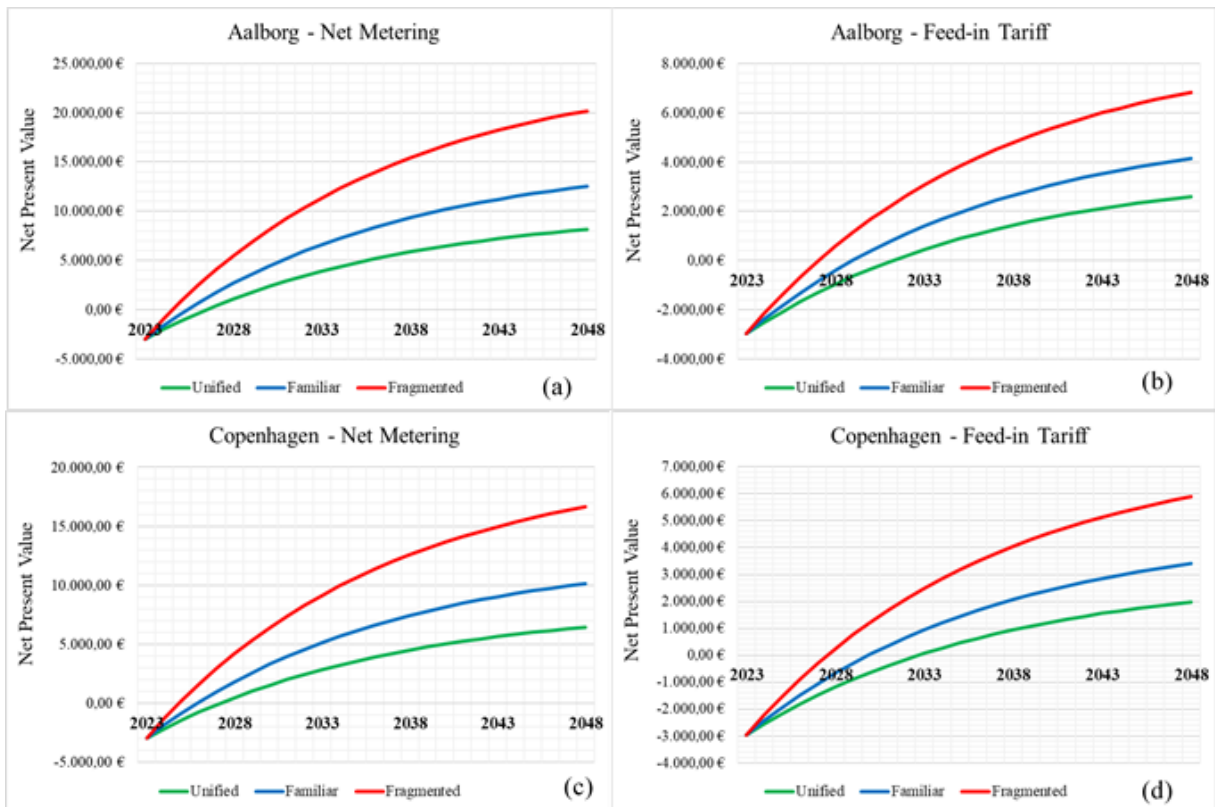 Aalborg - Net Metering
Net Present Value
25.000,00 €
20.000,00 €
15.000,00 €
10.000,00 €
5.000,00 €
0,00 €
-5.000,00 €
2023 2028 2033 2038 2043 2048
Unified Familiar Fragmented
(a)
Aalborg - Feed-in Tariff
Net Present Value
8.000,00 €
6.000,00 €
4.000,00 €
2.000,00 €
0,00 €
-2.000,00 €
-4.000,00 €
2023 2028 2033 2038 2043 2048
Unified Familiar Fragmented
(b)
Copenhagen - Net Metering
Net Present Value
20.000,00 €
15.000,00 €
10.000,00 €
5.000,00 €
0,00 €
-5.000,00 €
2023 2028 2033 2038 2043 2048
Unified Familiar Fragmented
(c)
Copenhagen - Feed-in Tariff
Net Present Value
7.000,00 €
6.000,00 €
5.000,00 €
4.000,00 €
3.000,00 €
2.000,00 €
1.000,00 €
0,00 €
-1.000,00 €
-2.000,00 €
-3.000,00 €
-4.000,00 €
2023 2028 2033 2038 2043 2048
Unified Familiar Fragmented
(d)